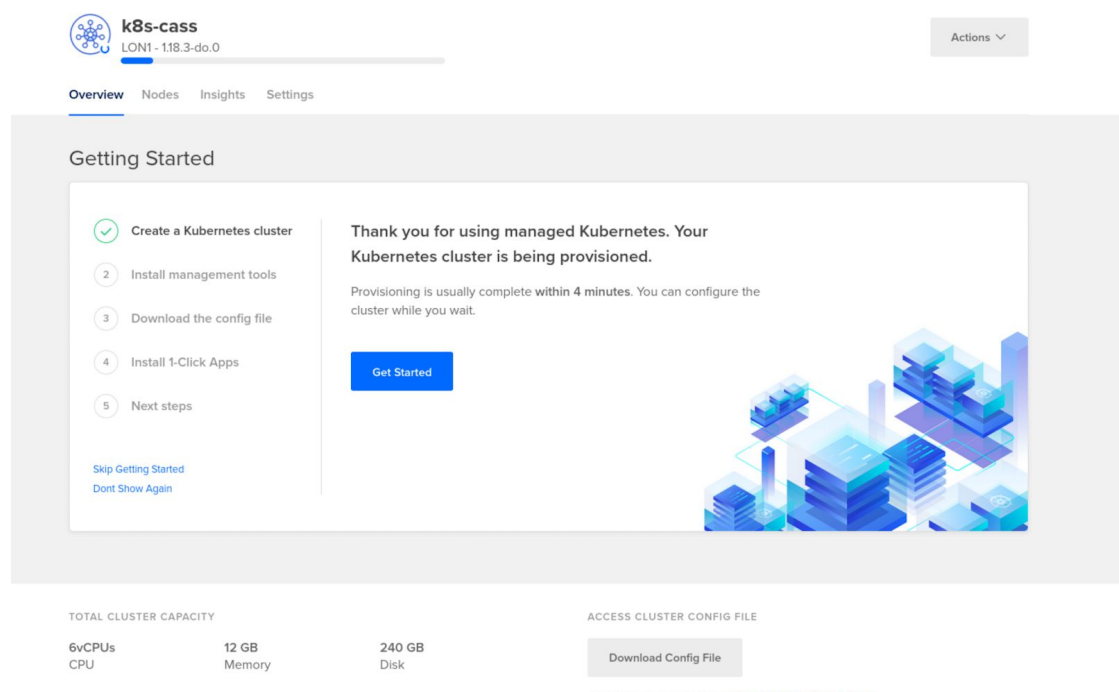 k8s-cass
LON1 - 1.18.3-do.0
Actions
Overview Nodes Insights Settings
Getting Started
Create a Kubernetes cluster
2 Install management tools
3 Download the config file
4 Install 1-Click Apps
5 Next steps
Skip Getting Started
Dont Show Again
Thank you for using managed Kubernetes. Your
Kubernetes cluster is being provisioned.
Provisioning is usually complete within 4 minutes. You can configure the
cluster while you wait.
Get Started
TOTAL CLUSTER CAPACITY
6vCPUs 12 GB 240 GB
CPU Memory Disk
ACCESS CLUSTER CONFIG FILE
Download Config File